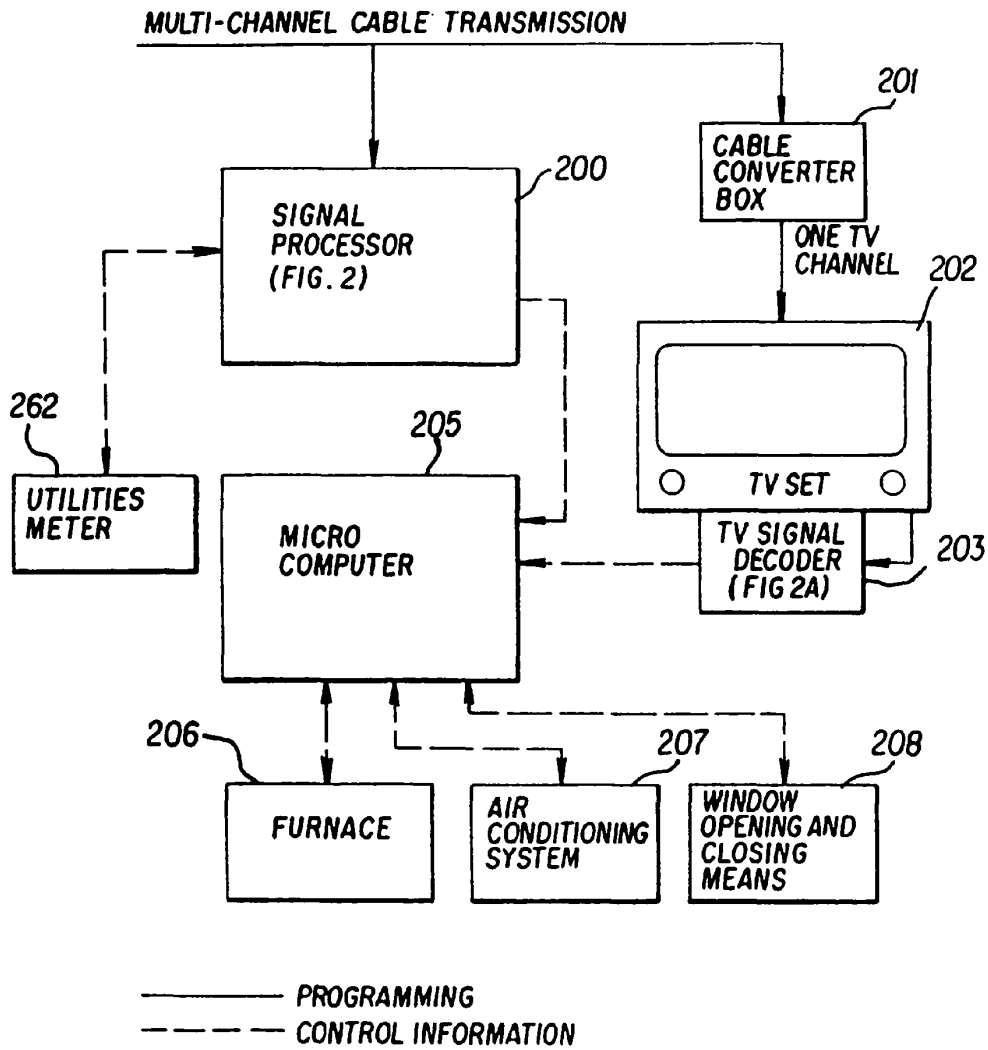 MULTI-CHANNEL CABLE TRANSMISSION
201
CABLE
CONVERTER
BOX
200
SIGNAL
PROCESSOR
(FIG. 2)
ONE TV
CHANNEL
202
TV SET
262
UTILITIES
METER
205
MICRO
COMPUTER
TV SIGNAL
DECODER
(FIG 2A)
203
206
FURNACE
207
AIR
CONDITIONING
SYSTEM
208
WINDOW
OPENING AND
CLOSING
MEANS
PROGRAMMING
CONTROL INFORMATION